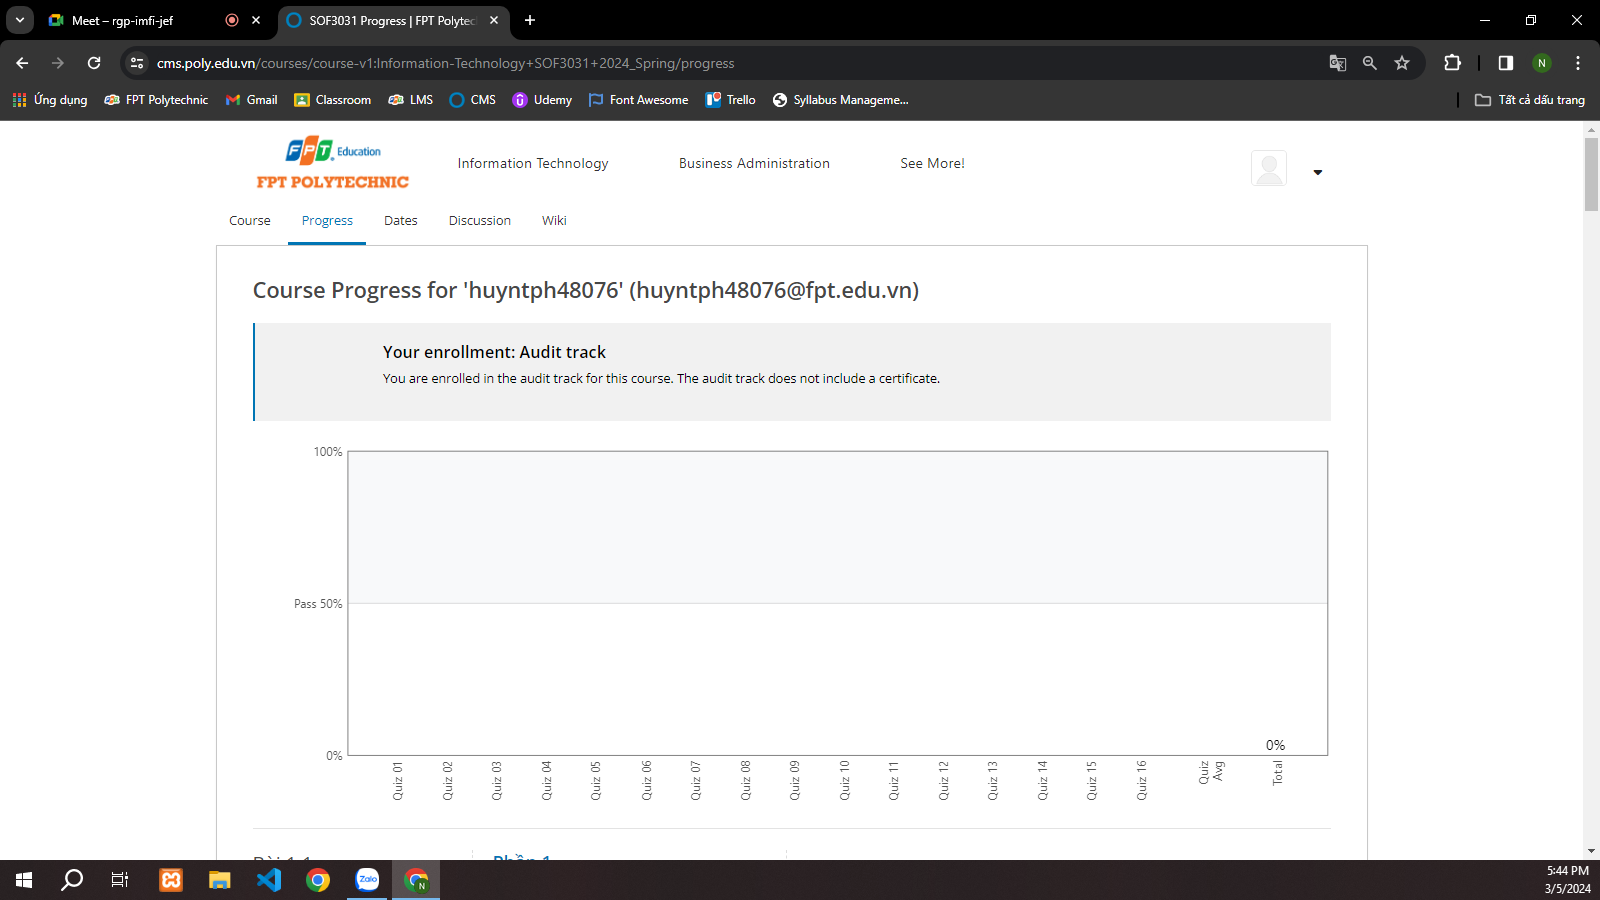 Meet – rgp-imfi-jef
SOF3031 Progress | FPT Polytec
cms.poly.edu.vn/courses/course-v1:Information-Technology+SOF3031+2024_Spring/progress
N
Ứng dụng
FPT Polytechnic
Gmail
Classroom
LMS
CMS
Udemy
Font Awesome
Trello
Syllabus Manageme...
Tất cả dấu trang
FPT Education
FPT POLYTECHNIC
Information Technology
Business Administration
See More!
Course
Progress
Dates
Discussion
Wiki
Course Progress for 'huyntph48076' (huyntph48076@fpt.edu.vn)
Your enrollment: Audit track
You are enrolled in the audit track for this course. The audit track does not include a certificate.
100%
Pass 50%
0%
0%
Quiz 01
Quiz 02
Quiz 03
Quiz 04
Quiz 05
Quiz 06
Quiz 07
Quiz 08
Quiz 09
Quiz 10
Quiz 11
Quiz 12
Quiz 13
Quiz 14
Quiz 15
Quiz 16
Quiz
Avg
Total
Bài 1.1
Phần 1
Zalo
N
5:44 PM
3/5/2024